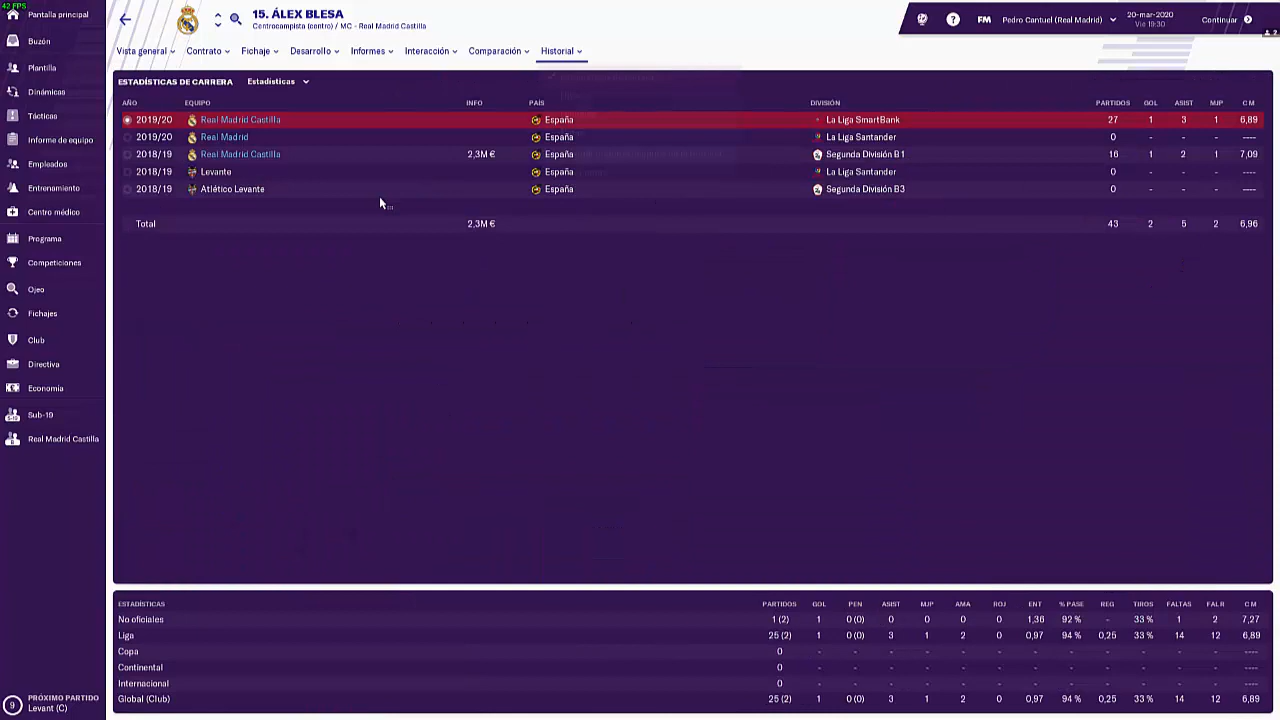 42 FPS
Pantalla principal
Buzón
Plantilla
Dinámicas
Tácticas
Informe de equipo
Empleados
Entrenamiento
Centro médico
Programa
Competiciones
Ojeo
Fichajes
Club
Directiva
Economía
Sub-19
Real Madrid Castilla
PRÓXIMO PARTIDO
9 Levant (C)
15. ÁLEX BLESA
Centrocampista (centro) / MC - Real Madrid Castilla
? FM Pedro Cantuel (Real Madrid) 20-mar-2020 Continuar
Vie 19:30
Vista general Contrato Fichaje Desarrollo Informes Interacción Comparación Historial
ESTADÍSTICAS DE CARRERA Estadísticas
AÑO EQUIPO INFO PAÍS DIVISIÓN PARTIDOS GOL ASIST MJP CM
2019/20 Real Madrid Castilla España La Liga SmartBank 27 1 3 1 6,89
2019/20 Real Madrid España La Liga Santander 0 - - - ----
2018/19 Real Madrid Castilla 2,3M € España Segunda División B1 16 1 2 1 7,09
2018/19 Levante España La Liga Santander 0 - - - ----
2018/19 Atlético Levante España Segunda División B3 0 - - - ----
Total 2,3M € 43 2 5 2 6,96
ESTADÍSTICAS PARTIDOS GOL PEN ASIST MJP AMA ROJ ENT % PASE REG TIROS FALTAS FAL R CM
No oficiales 1 (2) 1 0 (0) 0 0 0 0 1,36 92 % - 33 % 1 2 7,27
Liga 25 (2) 1 0 (0) 3 1 2 0 0,97 94 % 0,25 33 % 14 12 6,89
Copa 0 - - - - - - - - - - - - ----
Continental 0 - - - - - - - - - - - - ----
Internacional 0 - - - - - - - - - - - - ----
Global (Club) 25 (2) 1 0 (0) 3 1 2 0 0,97 94 % 0,25 33 % 14 12 6,89